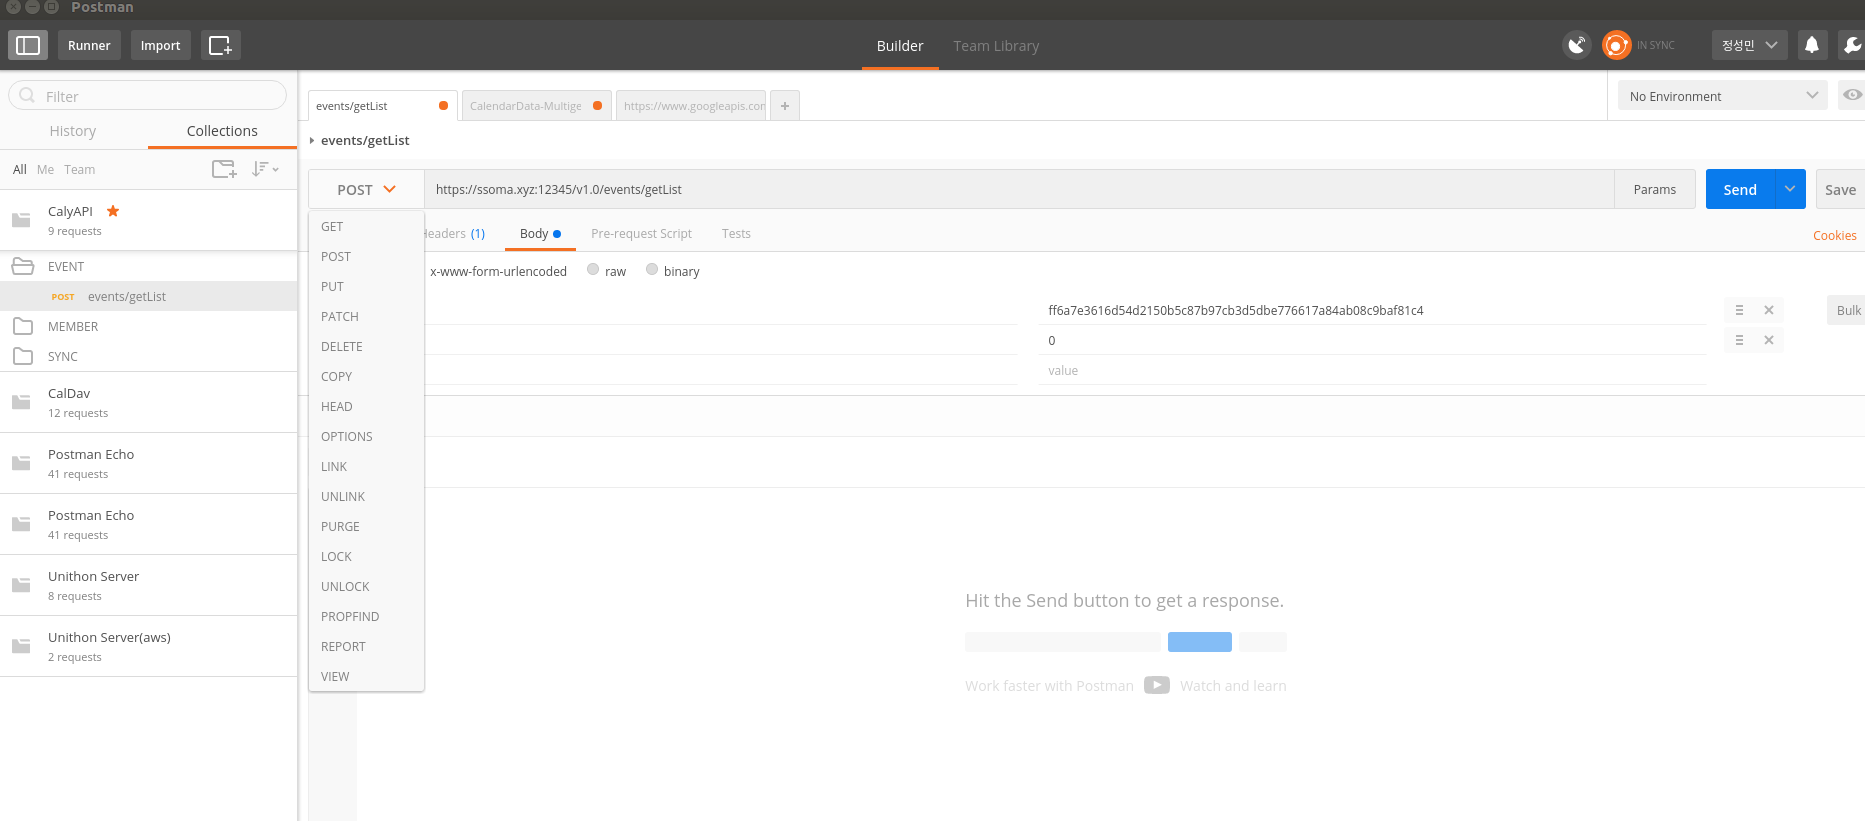 Postman
Runner
Import
Builder
Team Library
IN SYNC
정성민
Filter
History
Collections
All
Me
Team
CalyAPI
9 requests
EVENT
POST events/getList
MEMBER
SYNC
CalDav
12 requests
Postman Echo
41 requests
Postman Echo
41 requests
Unithon Server
8 requests
Unithon Server(aws)
2 requests
events/getList
CalendarData-Multige
https://www.googleapis.com
+
No Environment
events/getList
POST
https://ssoma.xyz:12345/v1.0/events/getList
Params
Send
Save
Headers (1)
Body
Pre-request Script
Tests
Cookies
x-www-form-urlencoded
raw
binary
ff6a7e3616d54d2150b5c87b97cb3d5dbe776617a84ab08c9baf81c4
Bulk
0
value
GET
POST
PUT
PATCH
DELETE
COPY
HEAD
OPTIONS
LINK
UNLINK
PURGE
LOCK
UNLOCK
PROPFIND
REPORT
VIEW
Hit the Send button to get a response.
Work faster with Postman
Watch and learn